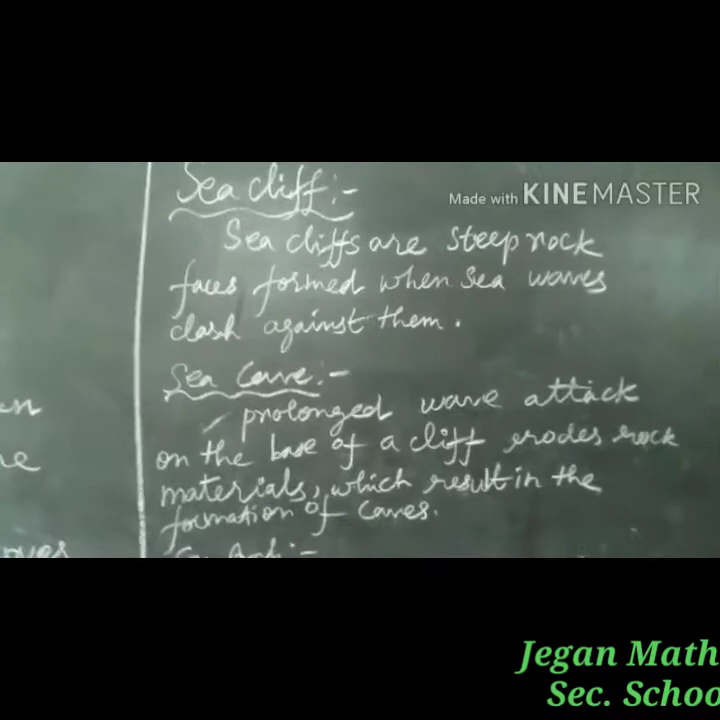 Sea cliff:-
Made with KINEMASTER
Sea cliffs are steep rock
faces formed when sea waves
clash against them.
Sea Cave:-
prolonged wave attack
on the base of a cliff erodes rock
materials, which result in the
formation of Caves.
Jegan Math
Sec. Schoo